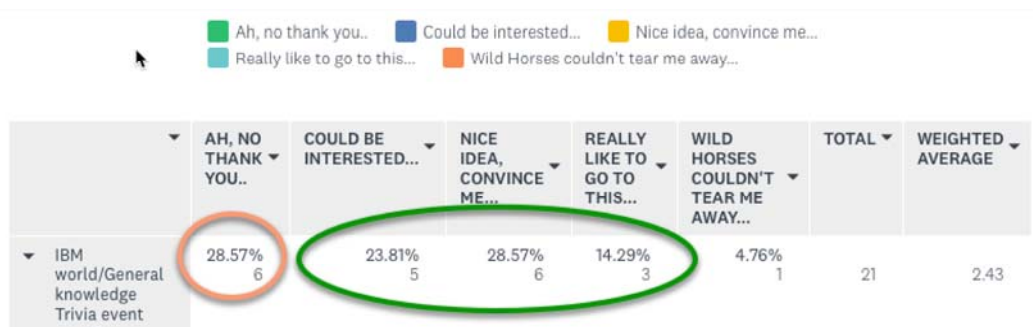 Ah, no thank you.. Could be interested... Nice idea, convince me...
Really like to go to this... Wild Horses couldn't tear me away...
AH, NO THANK YOU..
COULD BE INTERESTED...
NICE IDEA, CONVINCE ME...
REALLY LIKE TO GO TO THIS...
WILD HORSES COULDN'T TEAR ME AWAY...
TOTAL
WEIGHTED AVERAGE
IBM world/General knowledge Trivia event
28.57% 23.81% 28.57% 14.29% 4.76%
6 5 6 3 1 21 2.43